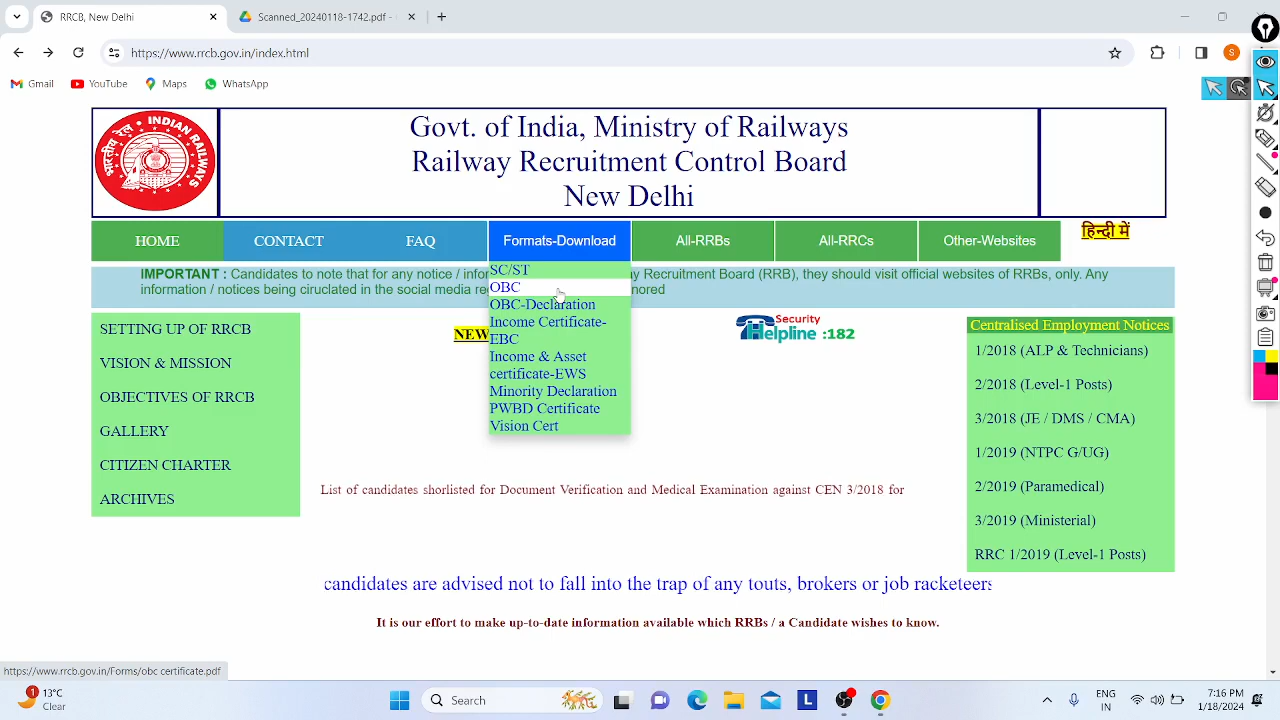 RRCB, New Delhi
Scanned_20240118-1742.pdf -
https://www.rrcb.gov.in/index.html
S
Gmail
YouTube
Maps
WhatsApp
INDIAN RAILWAYS
भारतीय रेल
Govt. of India, Ministry of Railways
Railway Recruitment Control Board
New Delhi
HOME
CONTACT
FAQ
Formats-Download
All-RRBs
All-RRCs
Other-Websites
हिन्दी में
IMPORTANT : Candidates to note that for any notice / infor
y Recruitment Board (RRB), they should visit official websites of RRBs, only. Any
information / notices being ciruclated in the social media re
nored
SC/ST
OBC
OBC-Declaration
Income Certificate-
EBC
Income & Asset
certificate-EWS
Minority Declaration
PWBD Certificate
Vision Cert
SETTING UP OF RRCB
VISION & MISSION
OBJECTIVES OF RRCB
GALLERY
CITIZEN CHARTER
ARCHIVES
NEW
Security
Helpline :182
Centralised Employment Notices
1/2018 (ALP & Technicians)
2/2018 (Level-1 Posts)
3/2018 (JE / DMS / CMA)
1/2019 (NTPC G/UG)
2/2019 (Paramedical)
3/2019 (Ministerial)
RRC 1/2019 (Level-1 Posts)
List of candidates shorlisted for Document Verification and Medical Examination against CEN 3/2018 for
candidates are advised not to fall into the trap of any touts, brokers or job racketeers
It is our effort to make up-to-date information available which RRBs / a Candidate wishes to know.
https://www.rrcb.gov.in/Forms/obc certificate.pdf
1
13°C
Clear
Search
L
ENG
IN
7:16 PM
1/18/2024